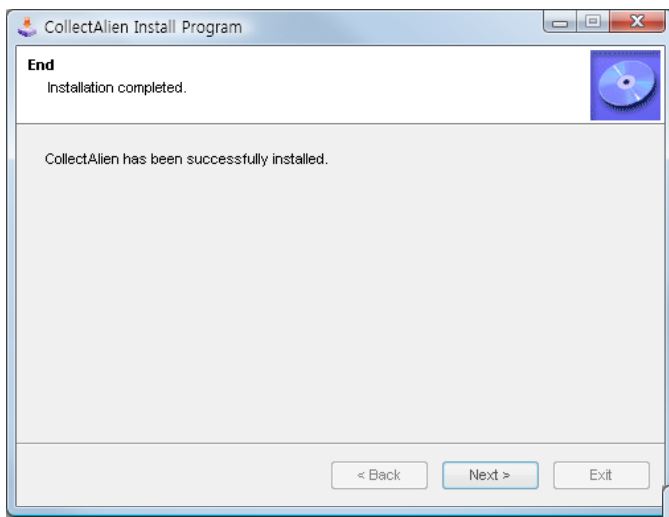 CollectAlien Install Program
End
Installation completed.
CollectAlien has been successfully installed.
< Back
Next >
Exit